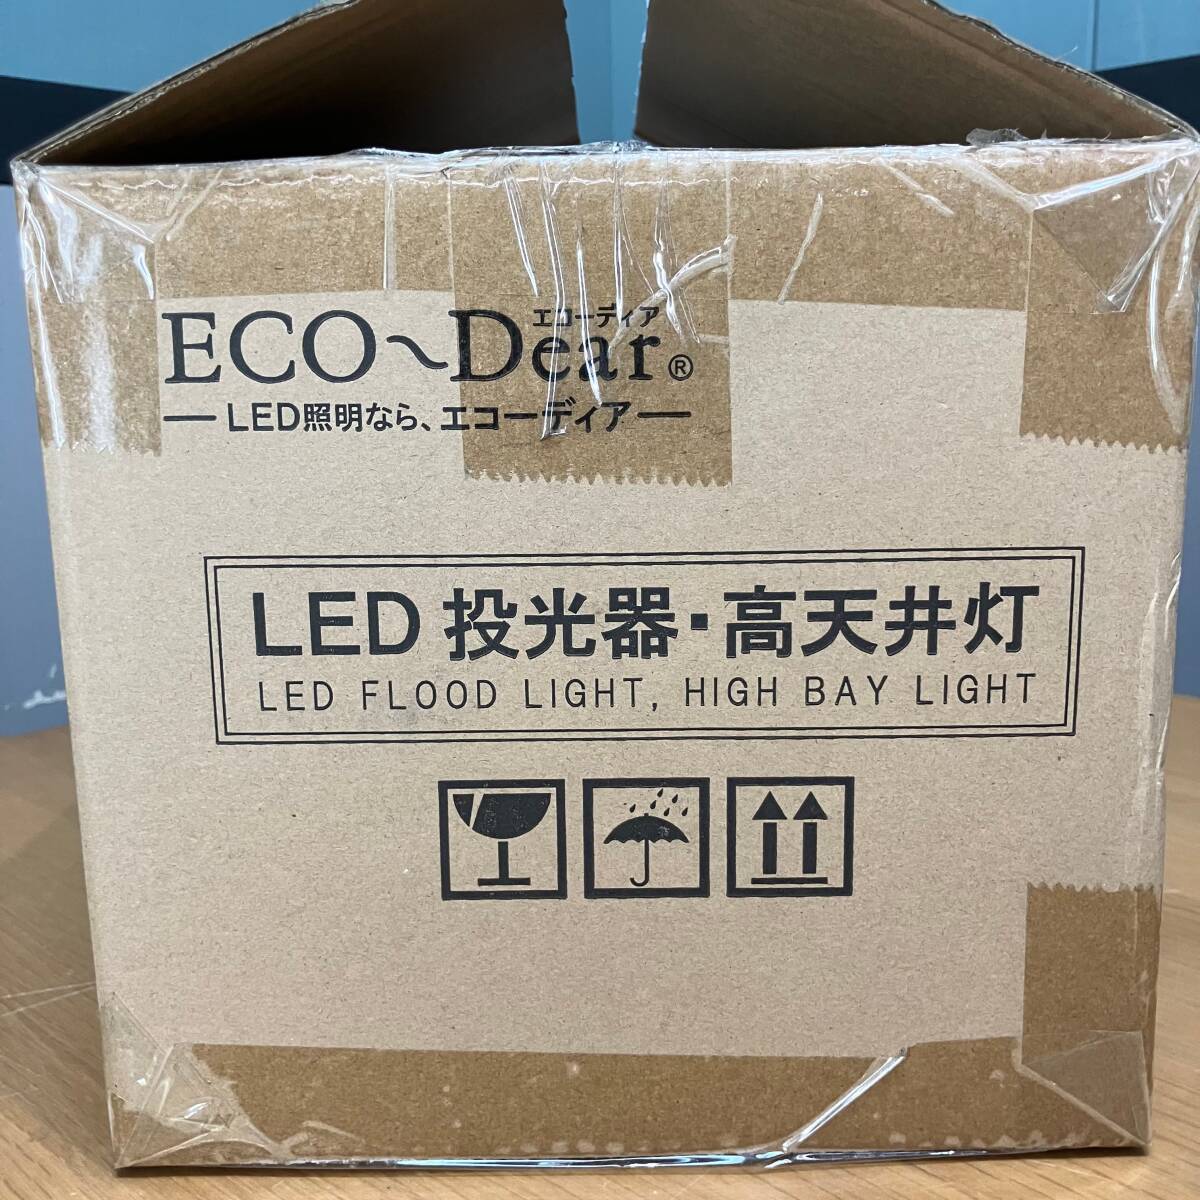 エコーディア
ECO～Dear®
— LED照明なら、エコーディア —
LED 投光器・高天井灯
LED FLOOD LIGHT, HIGH BAY LIGHT